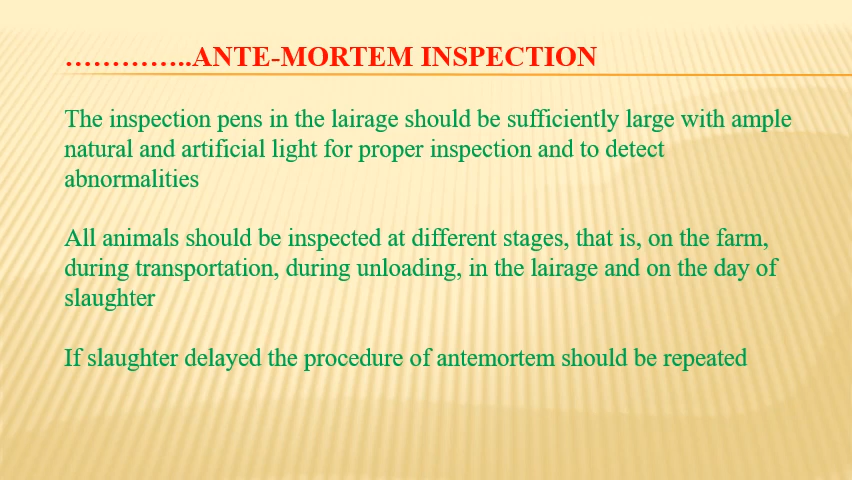 …………..ANTE-MORTEM INSPECTION
The inspection pens in the lairage should be sufficiently large with ample
natural and artificial light for proper inspection and to detect
abnormalities
All animals should be inspected at different stages, that is, on the farm,
during transportation, during unloading, in the lairage and on the day of
slaughter
If slaughter delayed the procedure of antemortem should be repeated